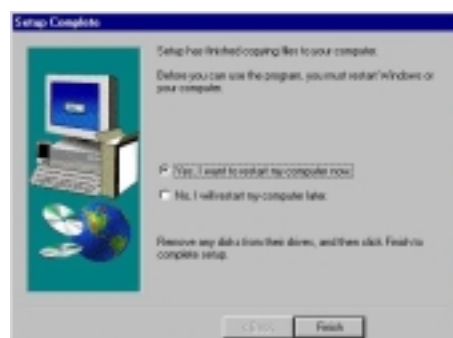 Setup Complete
Setup has finished copying files to your computer.
Before you can use the program, you must restart Windows or
your computer.
Yes, I want to restart my computer now.
No, I will restart my computer later.
Remove any disks from their drives, and then click Finish to
complete setup.
< Back
Finish